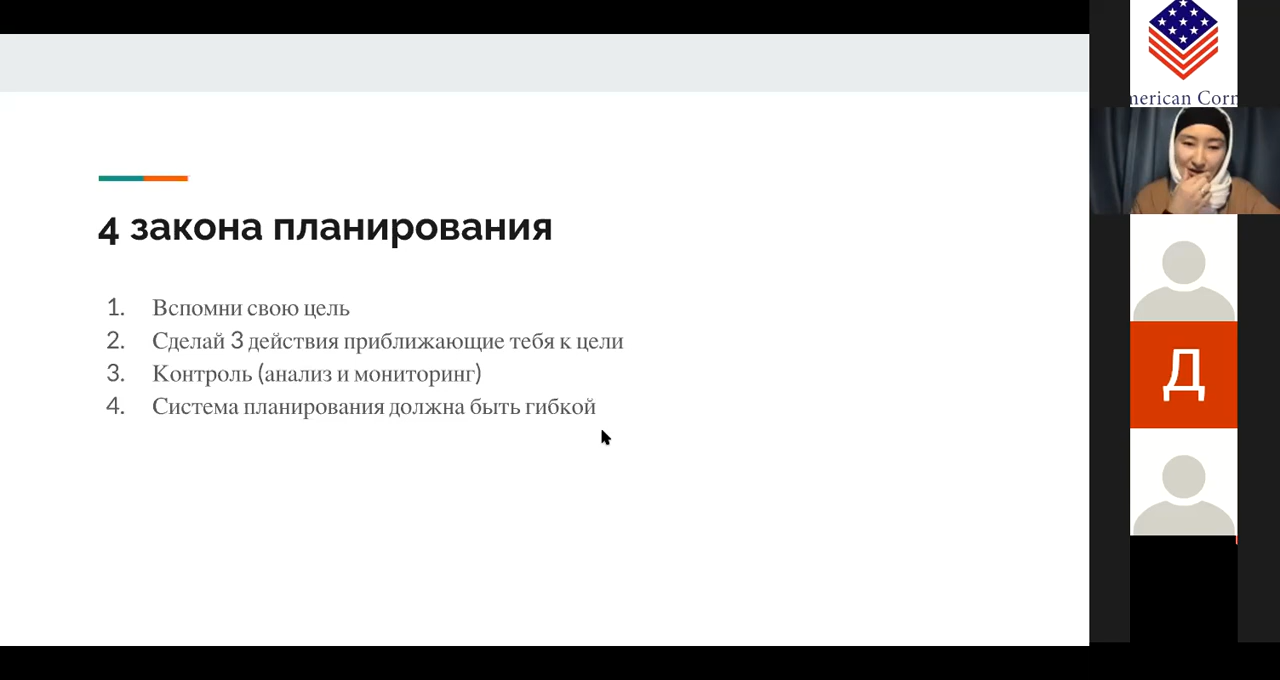 4 закона планирования
1. Вспомни свою цель
2. Сделай 3 действия приближающие тебя к цели
3. Контроль (анализ и мониторинг)
4. Система планирования должна быть гибкой
merican Corn
Д